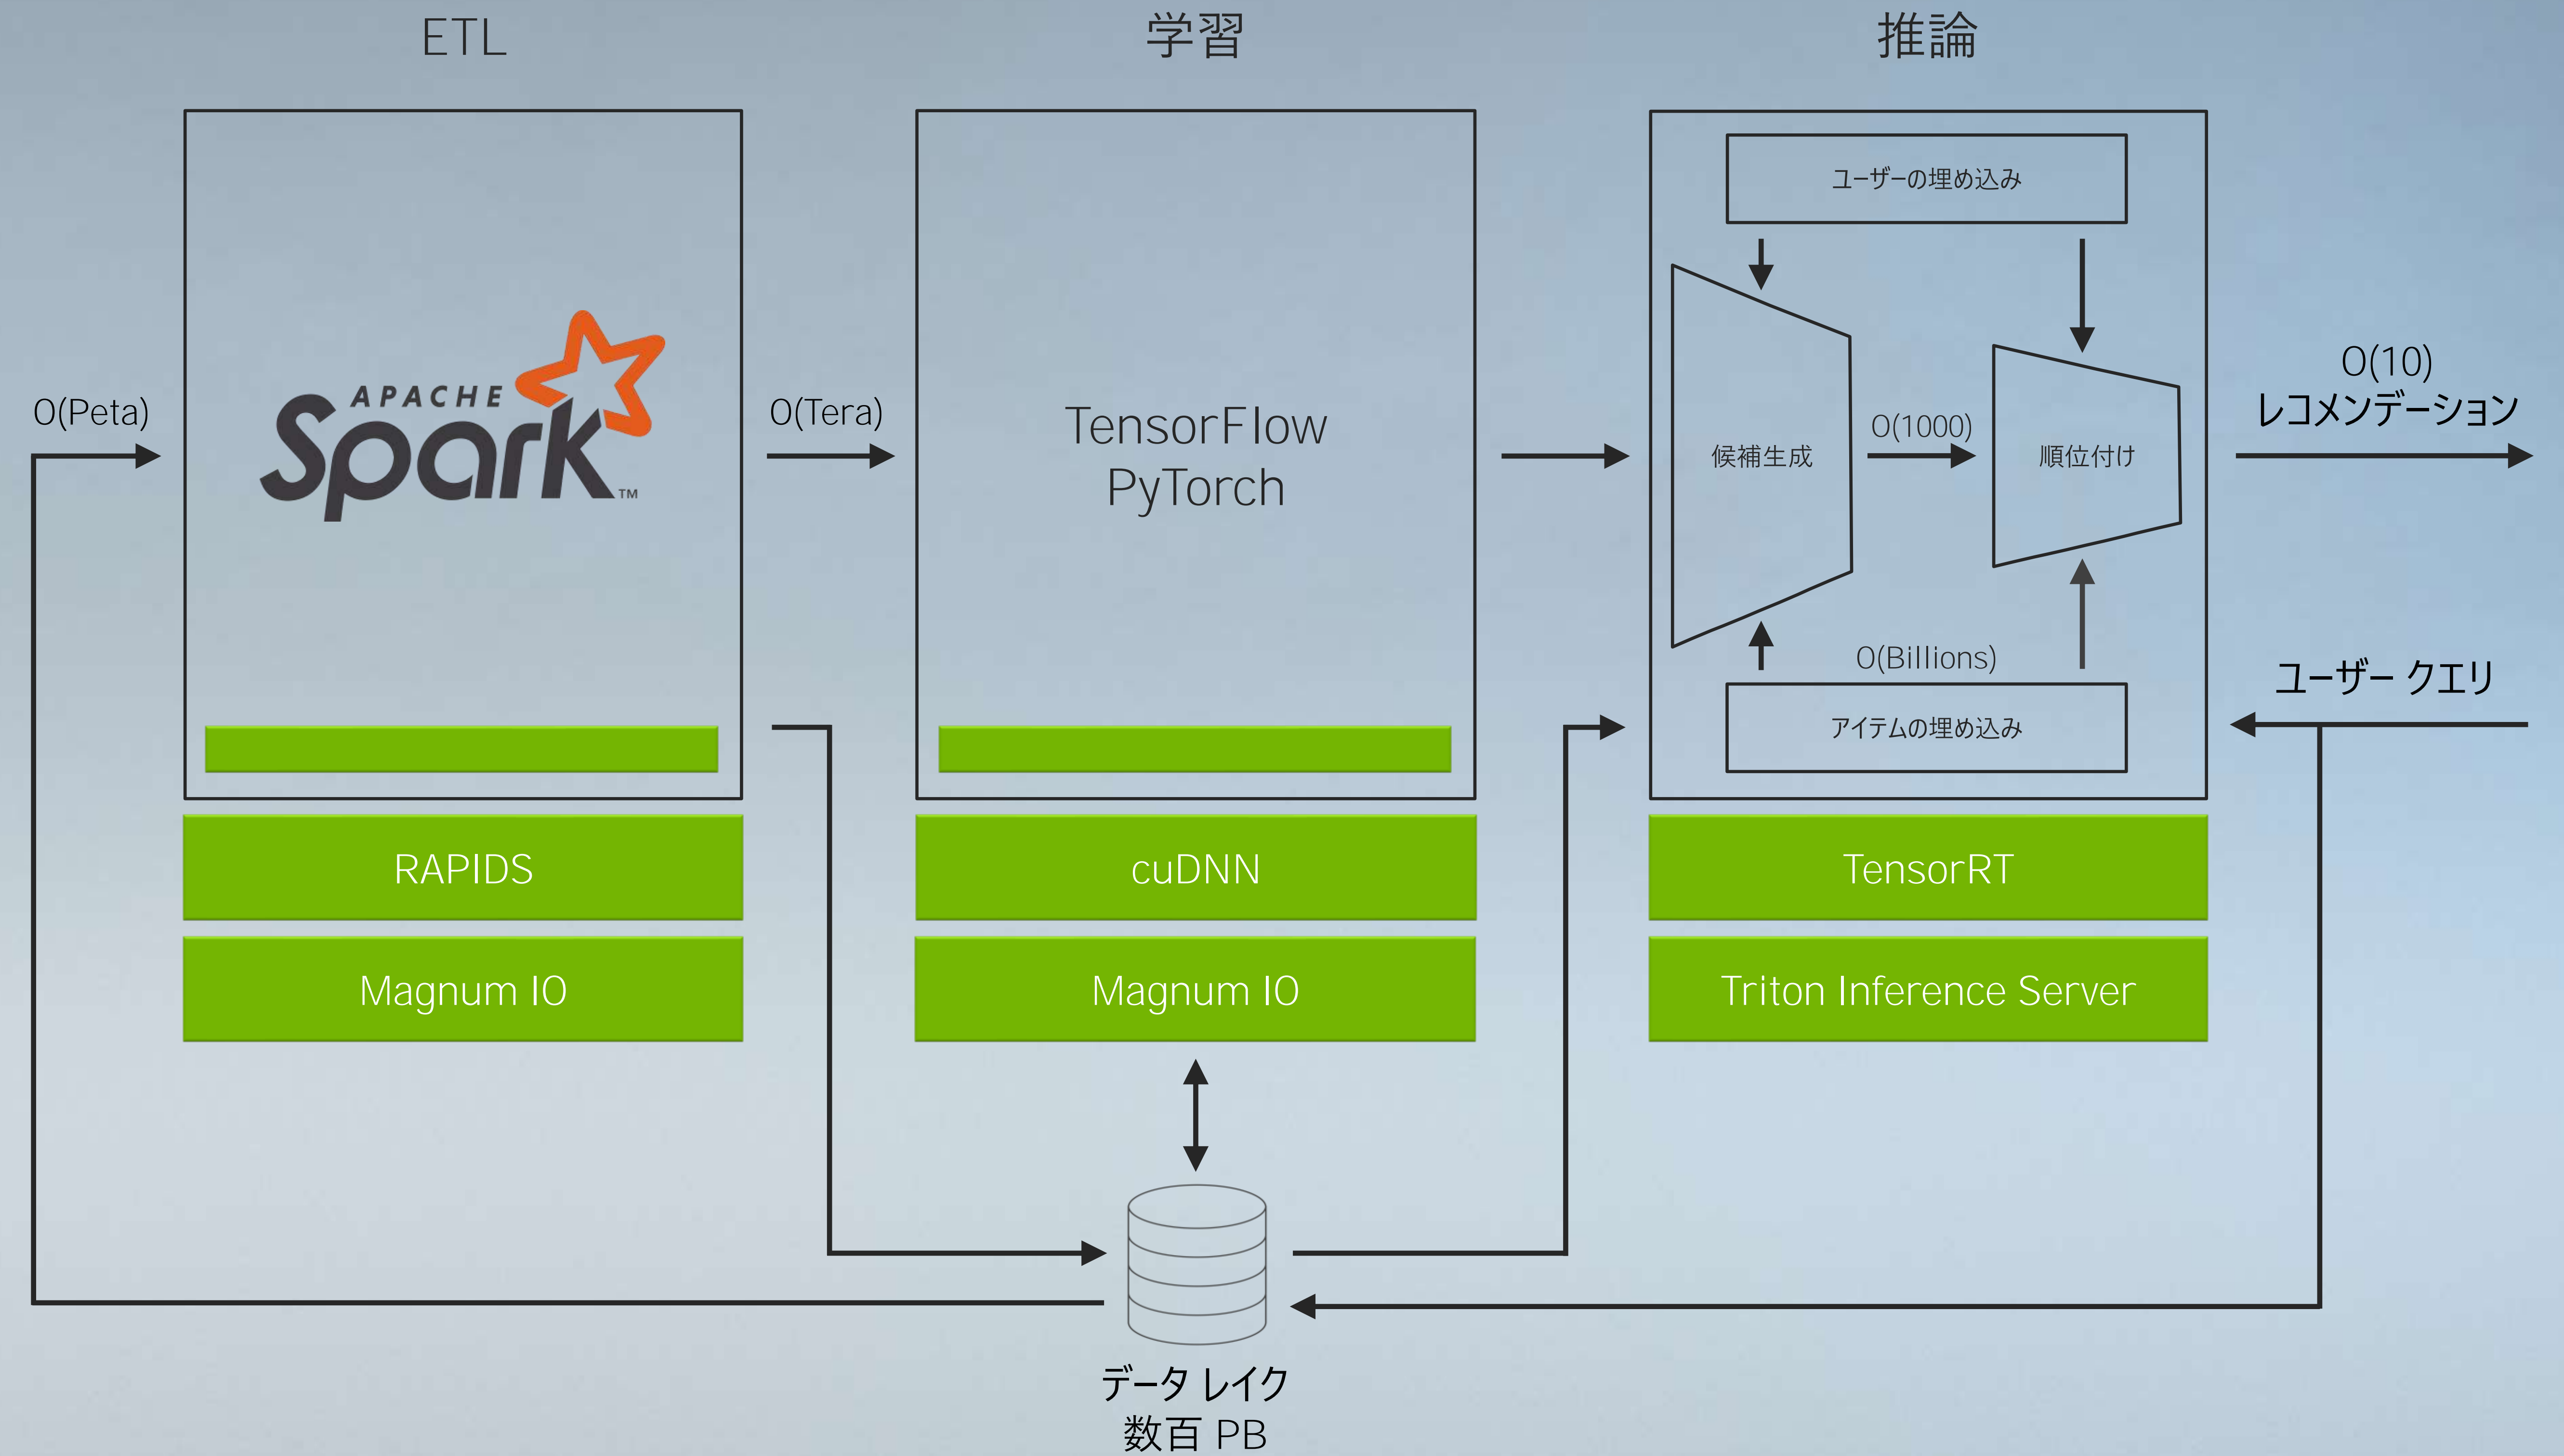 ETL
学習
推論
O(Peta)
APACHE
Spark™
O(Tera)
TensorFlow
PyTorch
ユーザーの埋め込み
候補生成
O(1000)
順位付け
O(Billions)
アイテムの埋め込み
O(10)
レコメンデーション
ユーザー クエリ
RAPIDS
cuDNN
TensorRT
Magnum IO
Magnum IO
Triton Inference Server
データ レイク
数百 PB